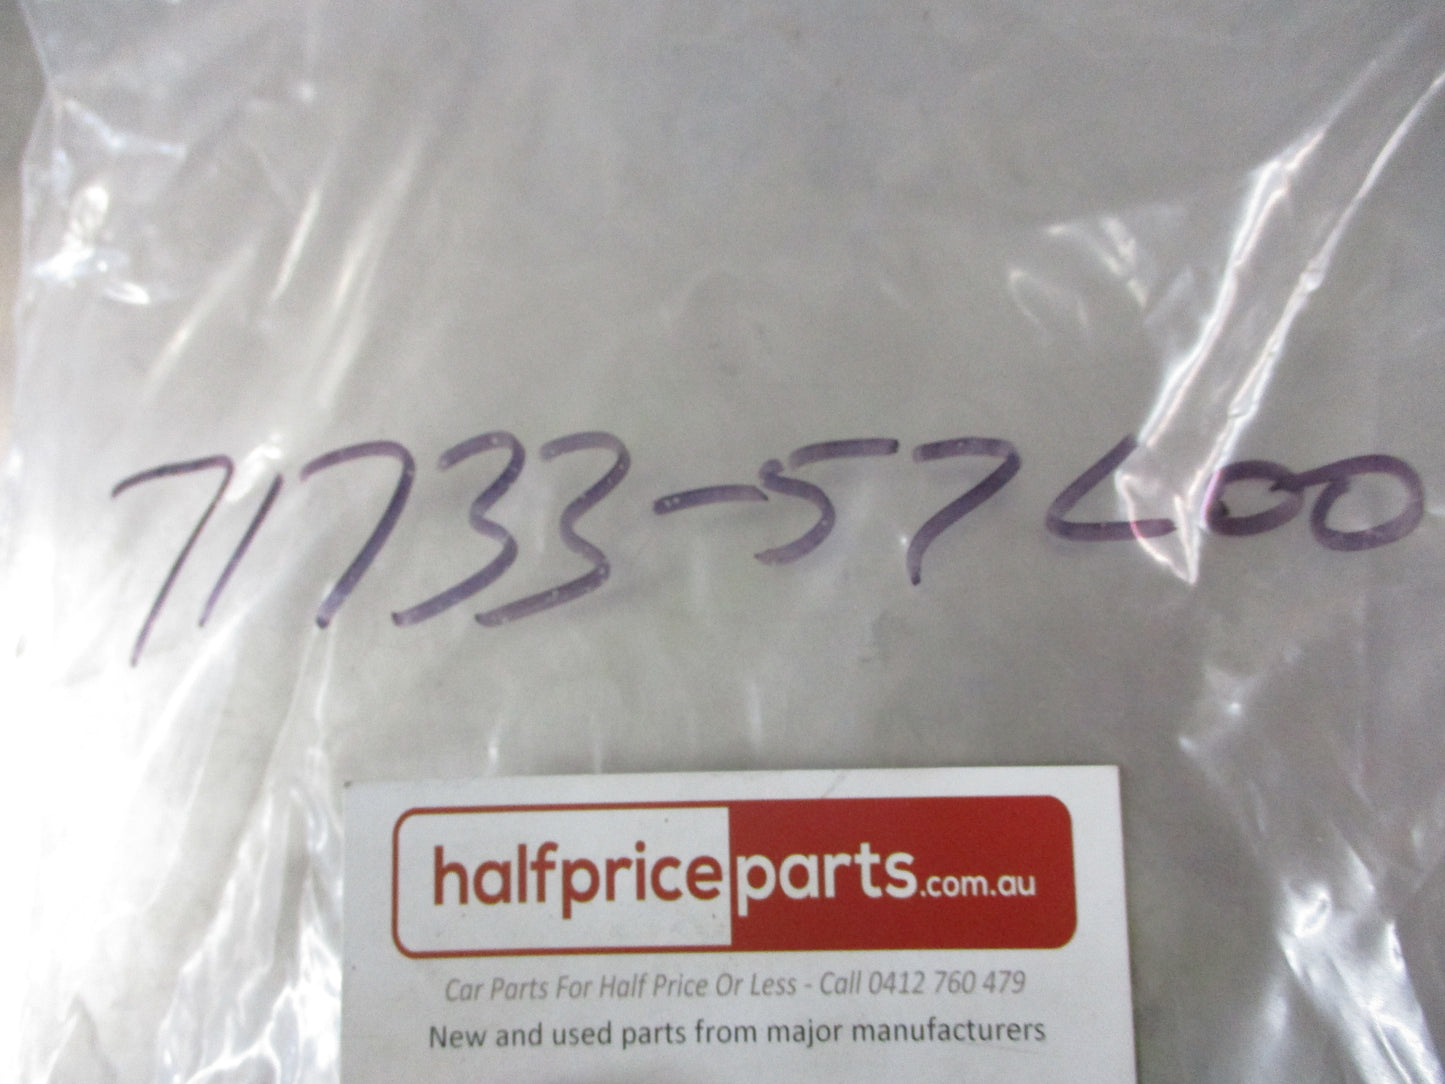 71733-57L00
halfpriceparts.com.au
Car Parts For Half Price Or Less - Call 0412 760 479
New and used parts from major manufacturers